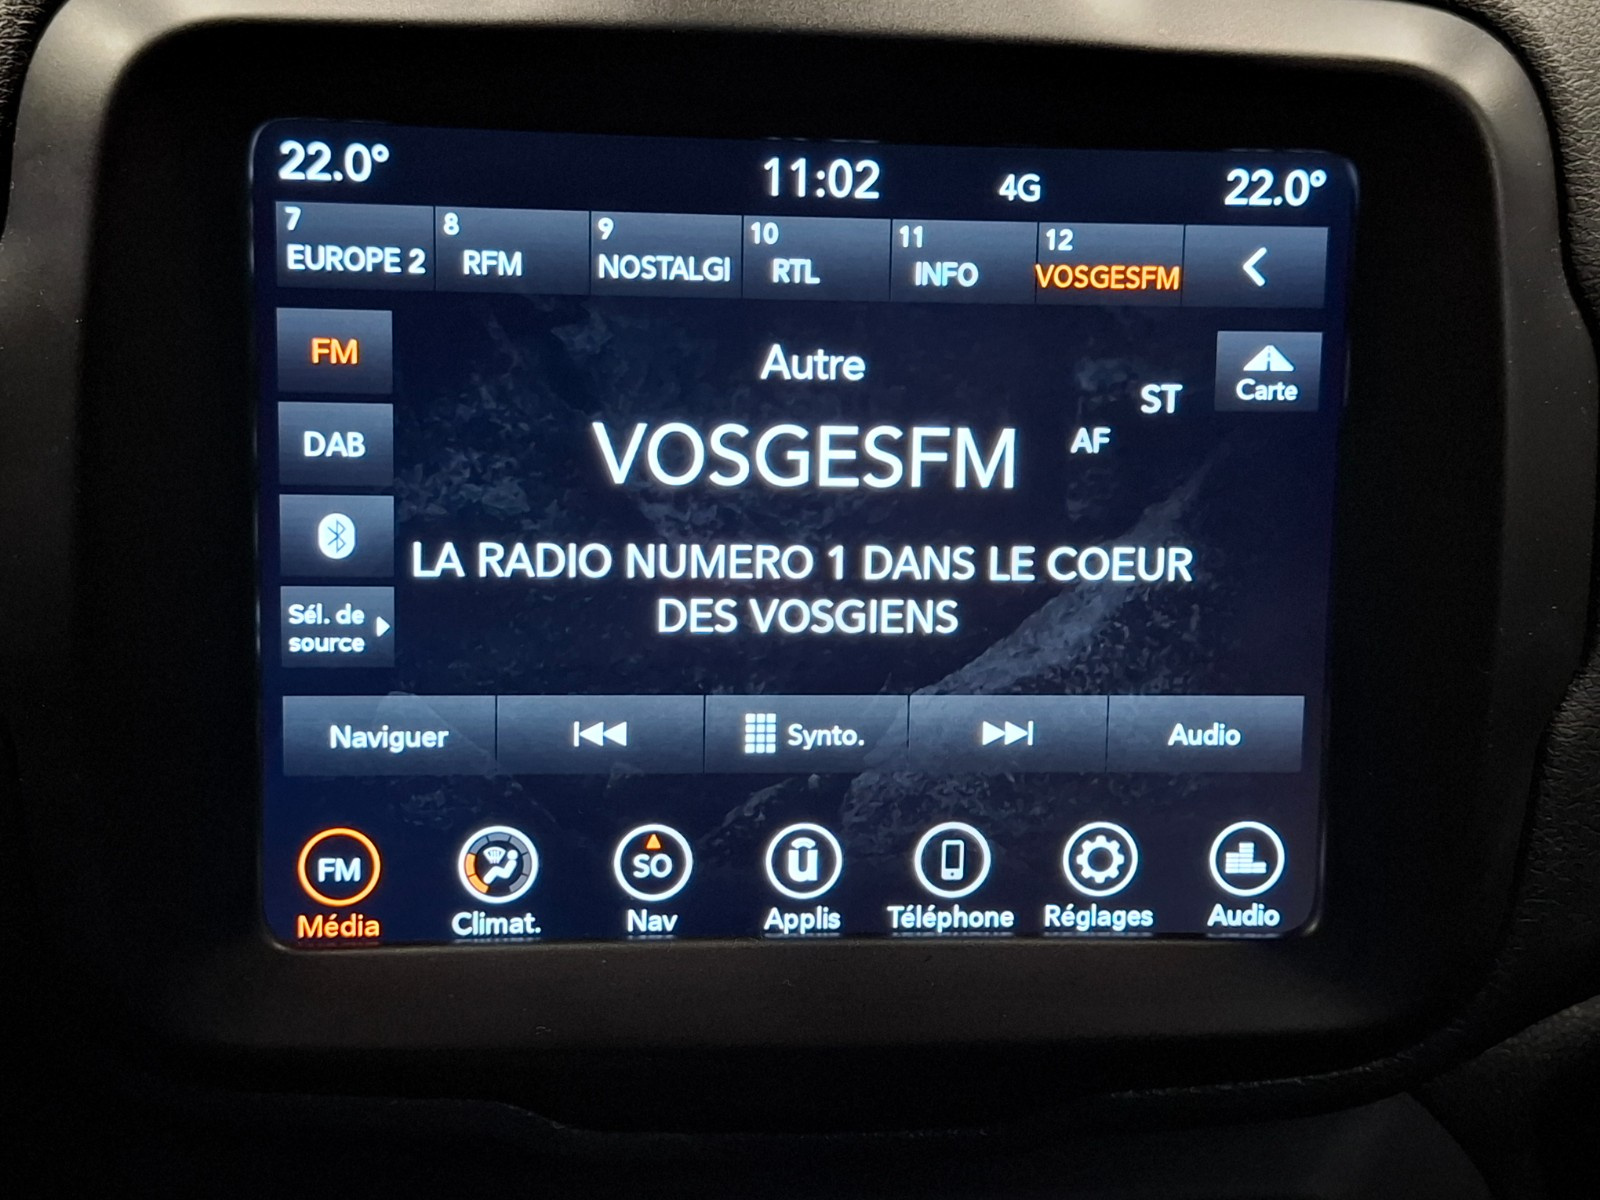 22.0° 11:02 4G 22.0°
7 8 9 10 11 12
EUROPE 2 RFM NOSTALGI RTL INFO VOSGESFM
FM
Autre
Carte
ST
DAB
VOSGESFM
AF
LA RADIO NUMERO 1 DANS LE COEUR
DES VOSGIENS
Sél. de
source
Naviguer Synto. Audio
FM SO ū
Média Climat. Nav Applis Téléphone Réglages Audio